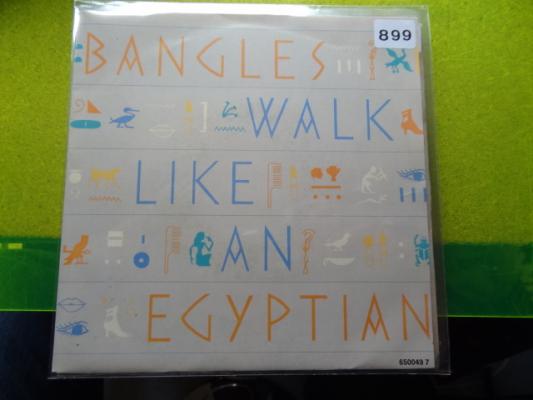 899
BANGLES
WALK
LIKE
AN
EGYPTIAN
650049 7